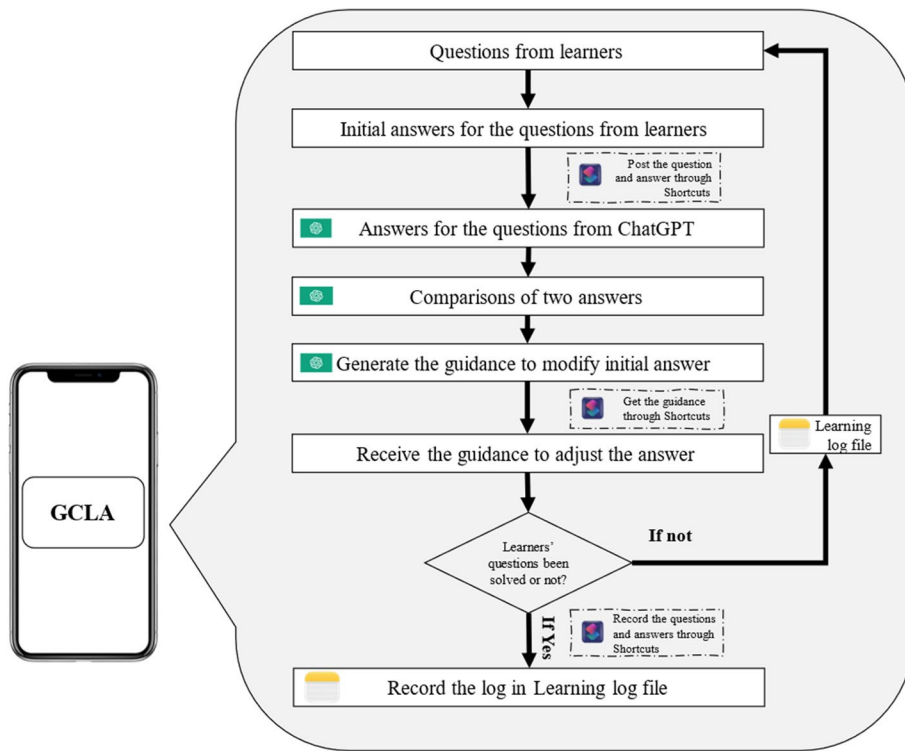 Questions from learners
Initial answers for the questions from learners
Post the question
and answer through
Shortcuts
Answers for the questions from ChatGPT
Comparisons of two answers
Generate the guidance to modify initial answer
Get the guidance
through Shortcuts
Learning
log file
Receive the guidance to adjust the answer
GCLA
Learners’
questions been
solved or not?
If not
If Yes
Record the questions
and answers through
Shortcuts
Record the log in Learning log file